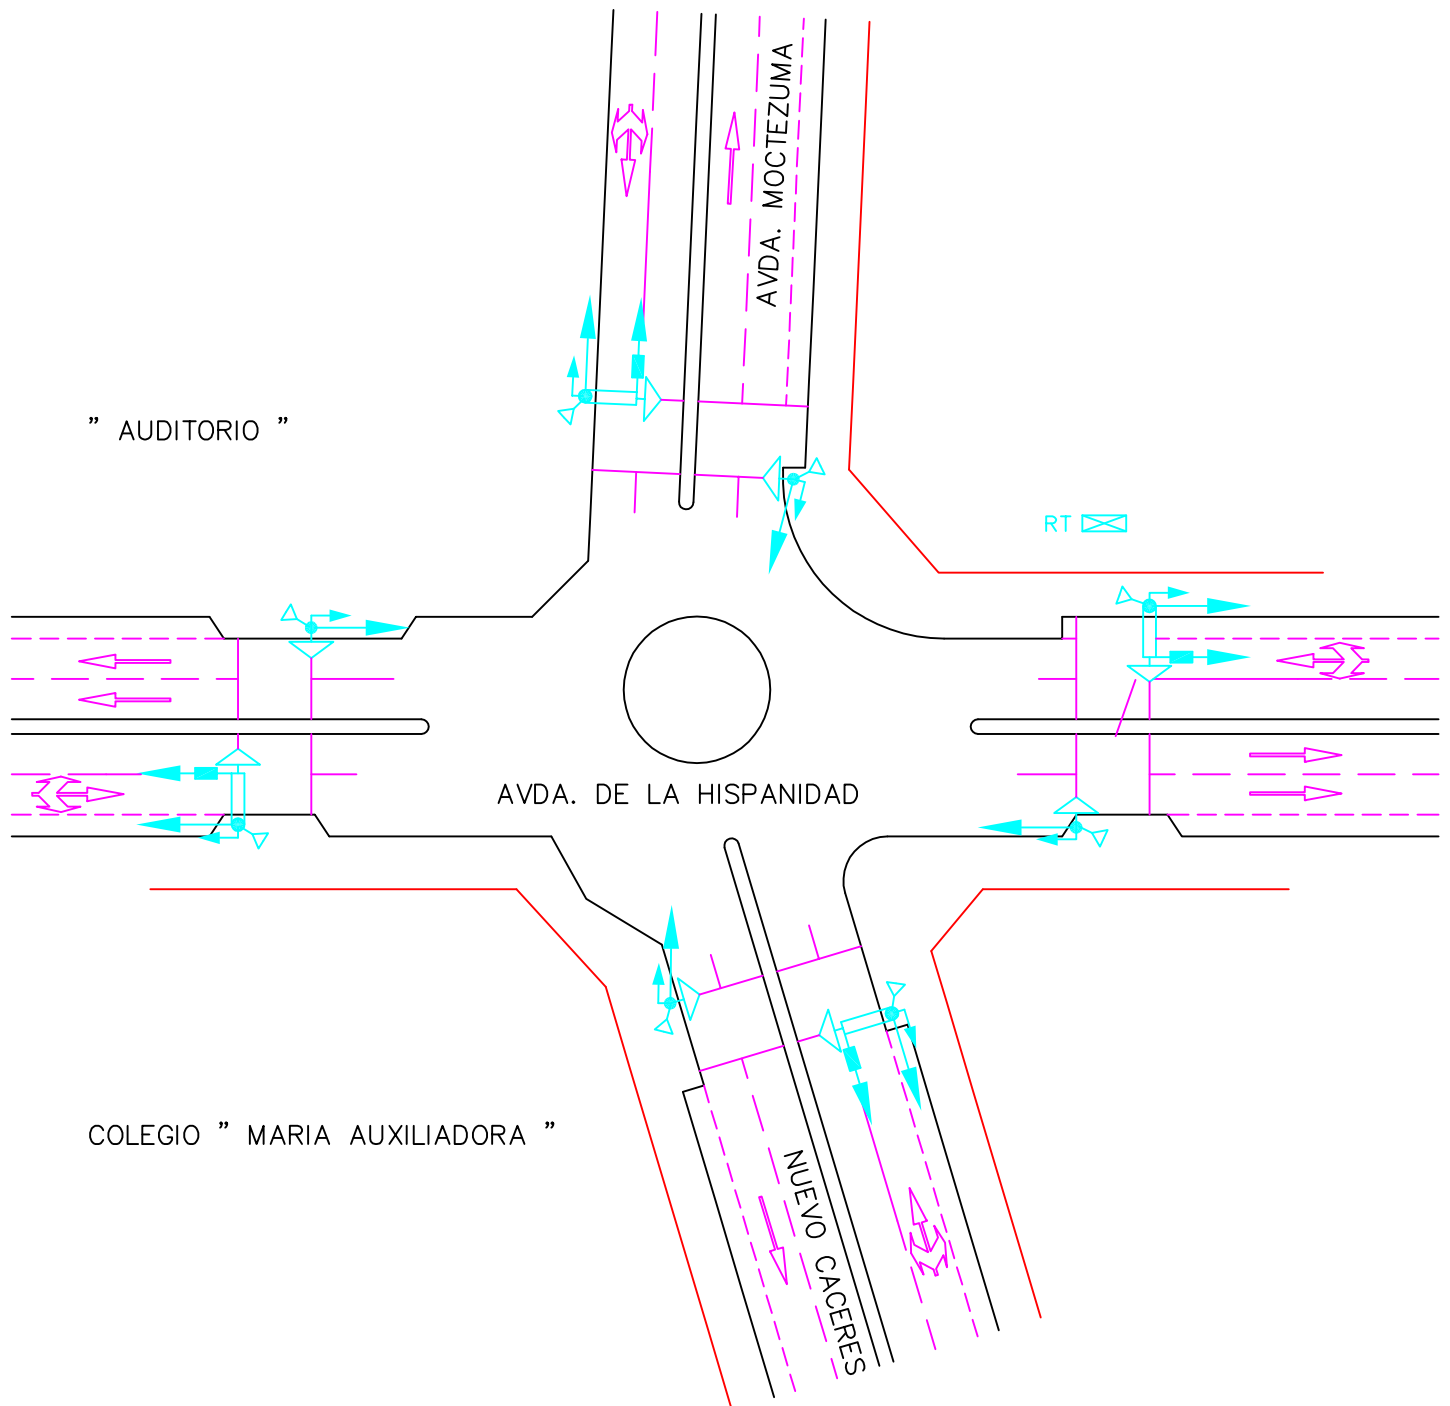 AVDA. MOCTEZUMA
” AUDITORIO ”
RT
AVDA. DE LA HISPANIDAD
COLEGIO ” MARIA AUXILIADORA ”
NUEVO CACERES